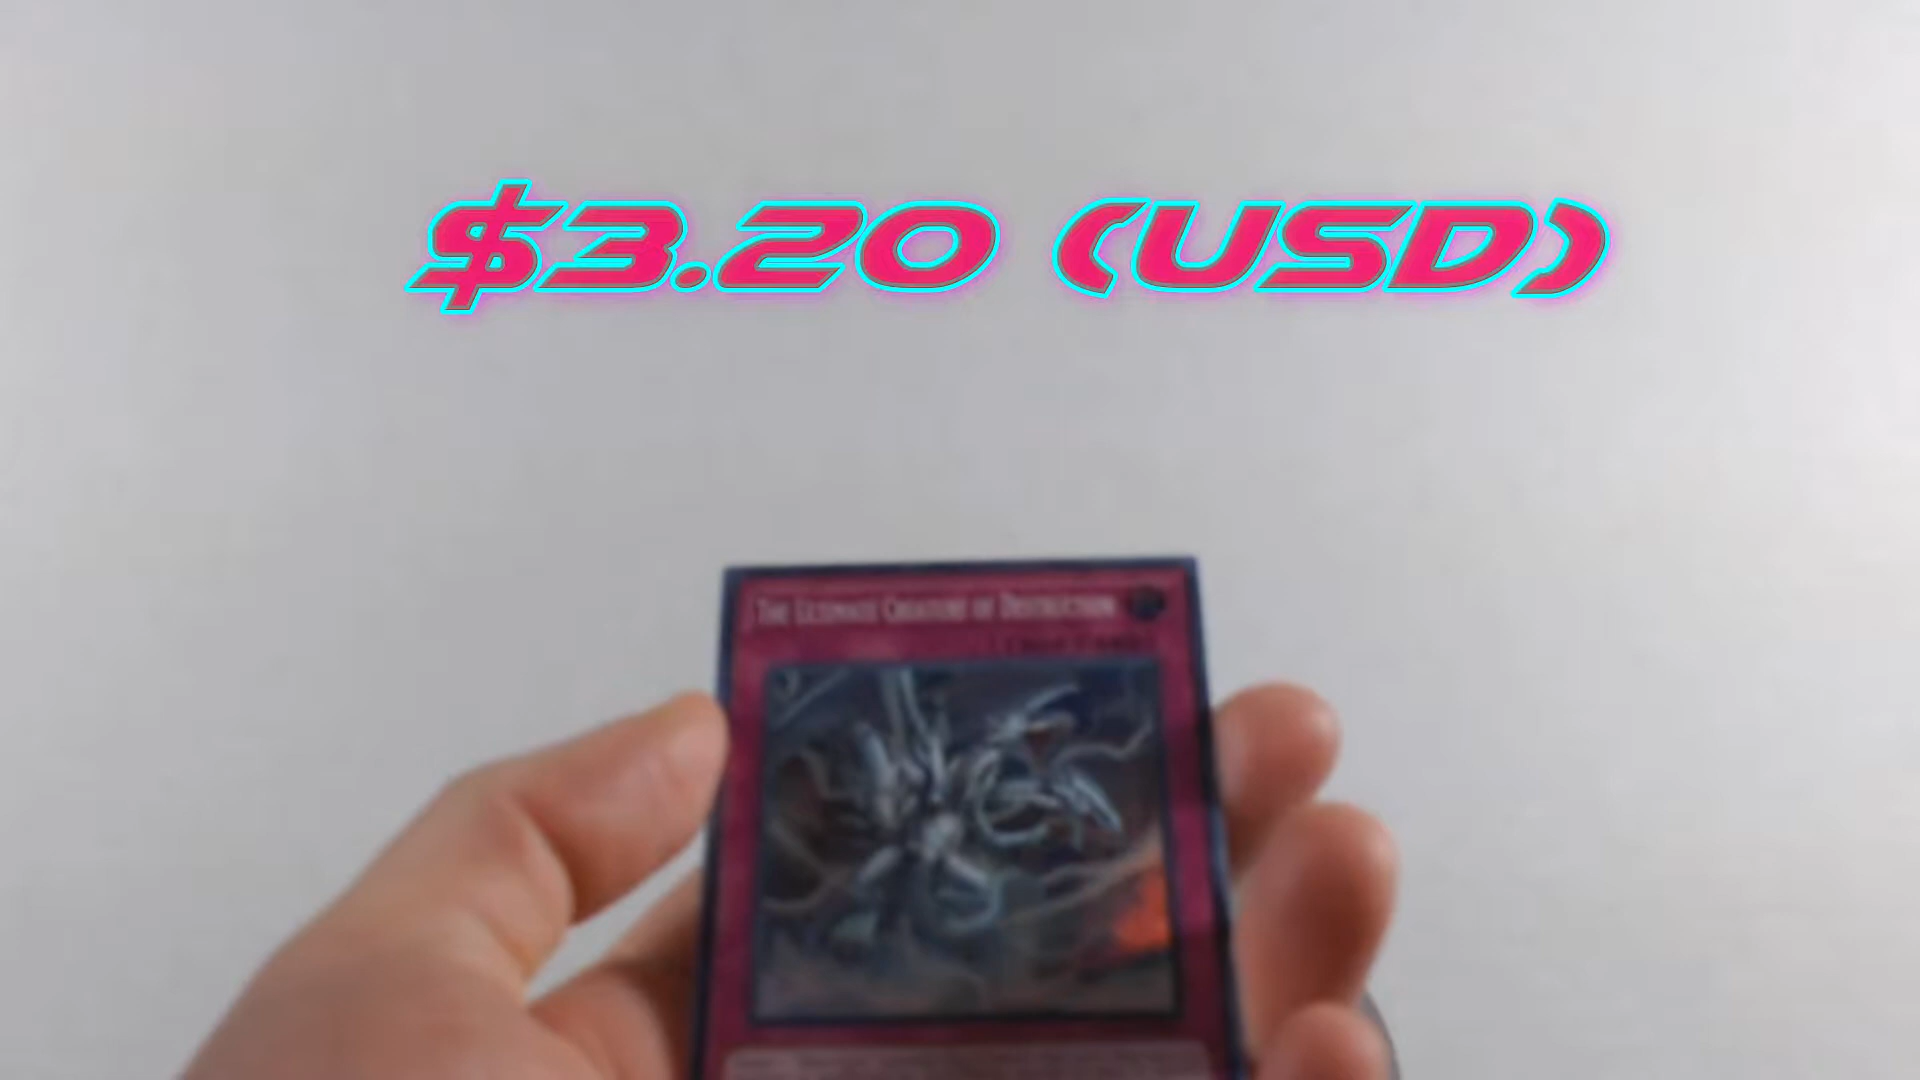 $3.20 (USD)
The Ultimate Creature of Destruction